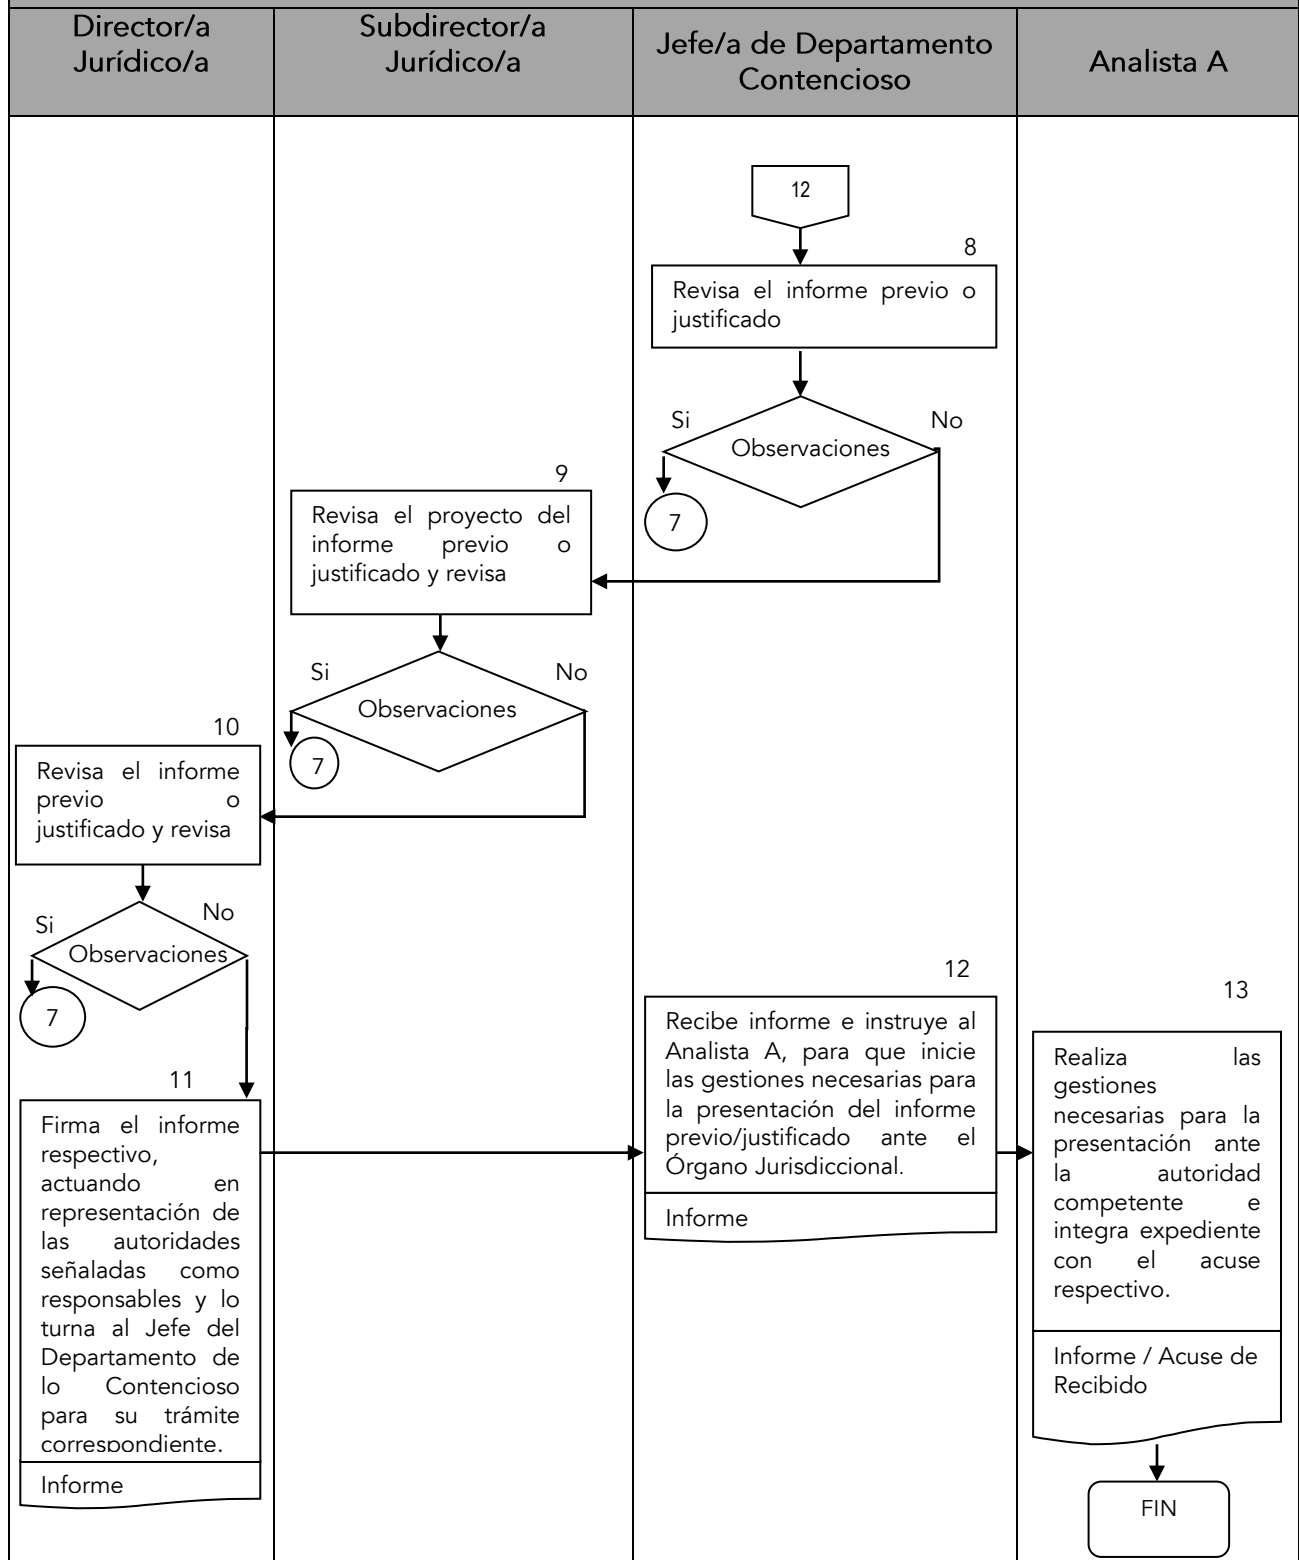 Director/a
Jurídico/a
Subdirector/a
Jurídico/a
Jefe/a de Departamento
Contencioso
Analista A
12
8
Revisa el informe previo o
justificado
Si
No
Observaciones
7
9
Revisa el proyecto del
informe previo o
justificado y revisa
Si
No
Observaciones
7
10
Revisa el informe
previo o
justificado y revisa
Si
No
Observaciones
7
11
Firma el informe
respectivo,
actuando en
representación de
las autoridades
señaladas como
responsables y lo
turna al Jefe del
Departamento de
lo Contencioso
para su trámite
correspondiente.
Informe
12
Recibe informe e instruye al
Analista A, para que inicie
las gestiones necesarias para
la presentación del informe
previo/justificado ante el
Órgano Jurisdiccional.
Informe
13
Realiza las
gestiones
necesarias para la
presentación ante
la autoridad
competente e
integra expediente
con el acuse
respectivo.
Informe / Acuse de
Recibido
FIN